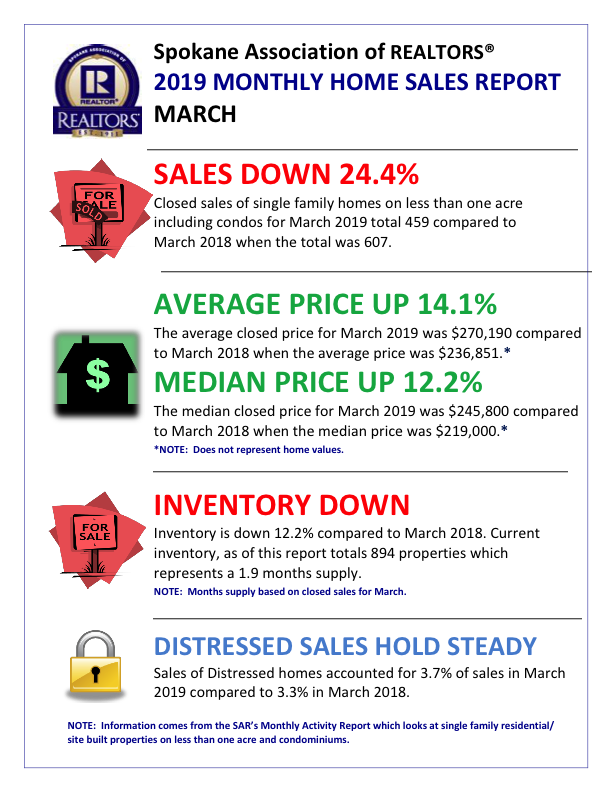 SPOKANE ASSOCIATION OF
R
REALTOR®
REALTORS®
EST 1911
Spokane Association of REALTORS®
2019 MONTHLY HOME SALES REPORT
MARCH
FOR
SALE
SOLD
SALES DOWN 24.4%
Closed sales of single family homes on less than one acre
including condos for March 2019 total 459 compared to
March 2018 when the total was 607.
AVERAGE PRICE UP 14.1%
The average closed price for March 2019 was $270,190 compared
to March 2018 when the average price was $236,851.*
$
MEDIAN PRICE UP 12.2%
The median closed price for March 2019 was $245,800 compared
to March 2018 when the median price was $219,000.*
*NOTE: Does not represent home values.
FOR
SALE
INVENTORY DOWN
Inventory is down 12.2% compared to March 2018. Current
inventory, as of this report totals 894 properties which
represents a 1.9 months supply.
NOTE: Months supply based on closed sales for March.
DISTRESSED SALES HOLD STEADY
Sales of Distressed homes accounted for 3.7% of sales in March
2019 compared to 3.3% in March 2018.
NOTE: Information comes from the SAR's Monthly Activity Report which looks at single family residential/
site built properties on less than one acre and condominiums.